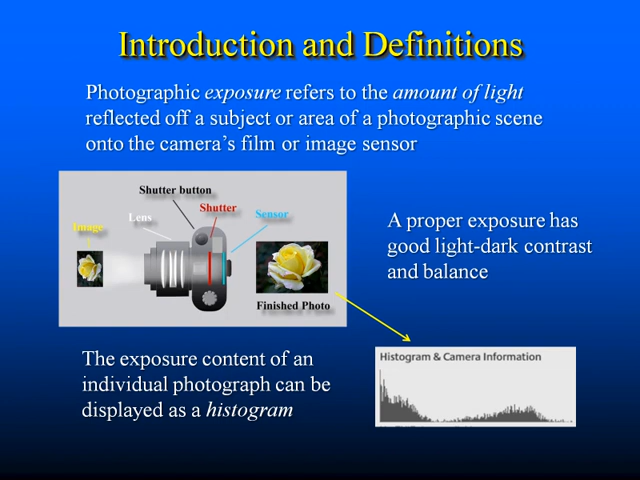 Introduction and Definitions
Photographic exposure refers to the amount of light
reflected off a subject or area of a photographic scene
onto the camera’s film or image sensor
Shutter button
Shutter
Sensor
Lens
Image
Finished Photo
A proper exposure has
good light-dark contrast
and balance
The exposure content of an
individual photograph can be
displayed as a histogram
Histogram & Camera Information